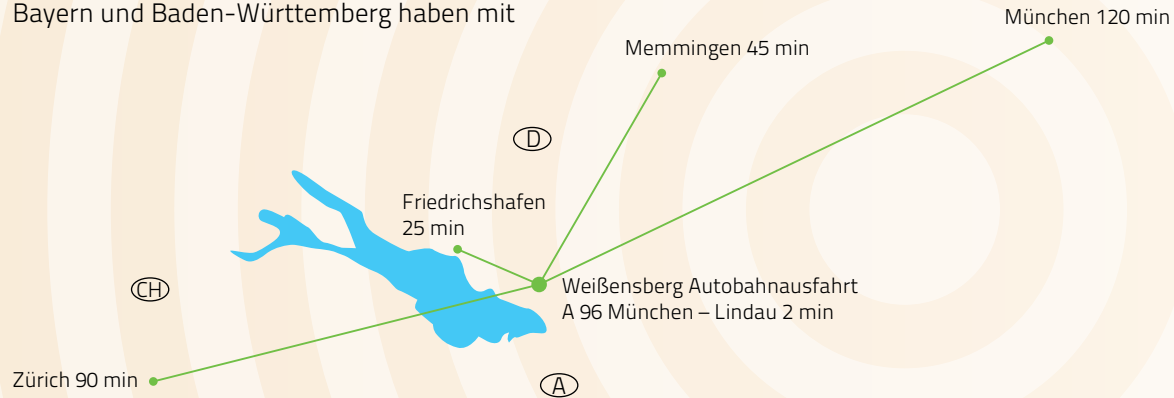 Bayern und Baden-Württemberg haben mit
München 120 min
Memmingen 45 min
D
Friedrichshafen
25 min
CH
Weißensberg Autobahnausfahrt
A 96 München – Lindau 2 min
Zürich 90 min
A